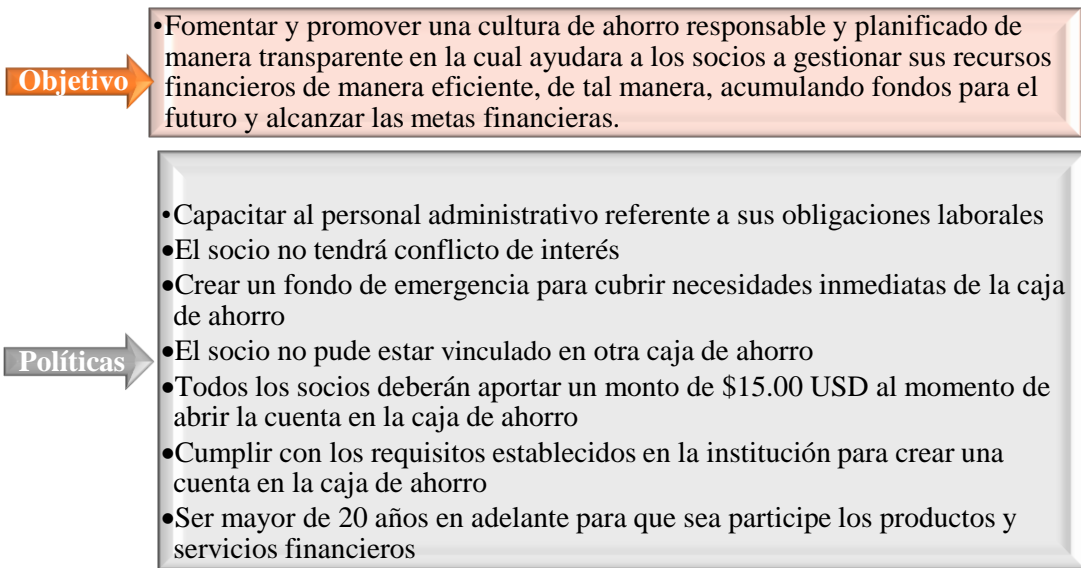 Objetivo
•Fomentar y promover una cultura de ahorro responsable y planificado de
manera transparente en la cual ayudara a los socios a gestionar sus recursos
financieros de manera eficiente, de tal manera, acumulando fondos para el
futuro y alcanzar las metas financieras.
Políticas
•Capacitar al personal administrativo referente a sus obligaciones laborales
•El socio no tendrá conflicto de interés
•Crear un fondo de emergencia para cubrir necesidades inmediatas de la caja
de ahorro
•El socio no pude estar vinculado en otra caja de ahorro
•Todos los socios deberán aportar un monto de $15.00 USD al momento de
abrir la cuenta en la caja de ahorro
•Cumplir con los requisitos establecidos en la institución para crear una
cuenta en la caja de ahorro
•Ser mayor de 20 años en adelante para que sea participe los productos y
servicios financieros